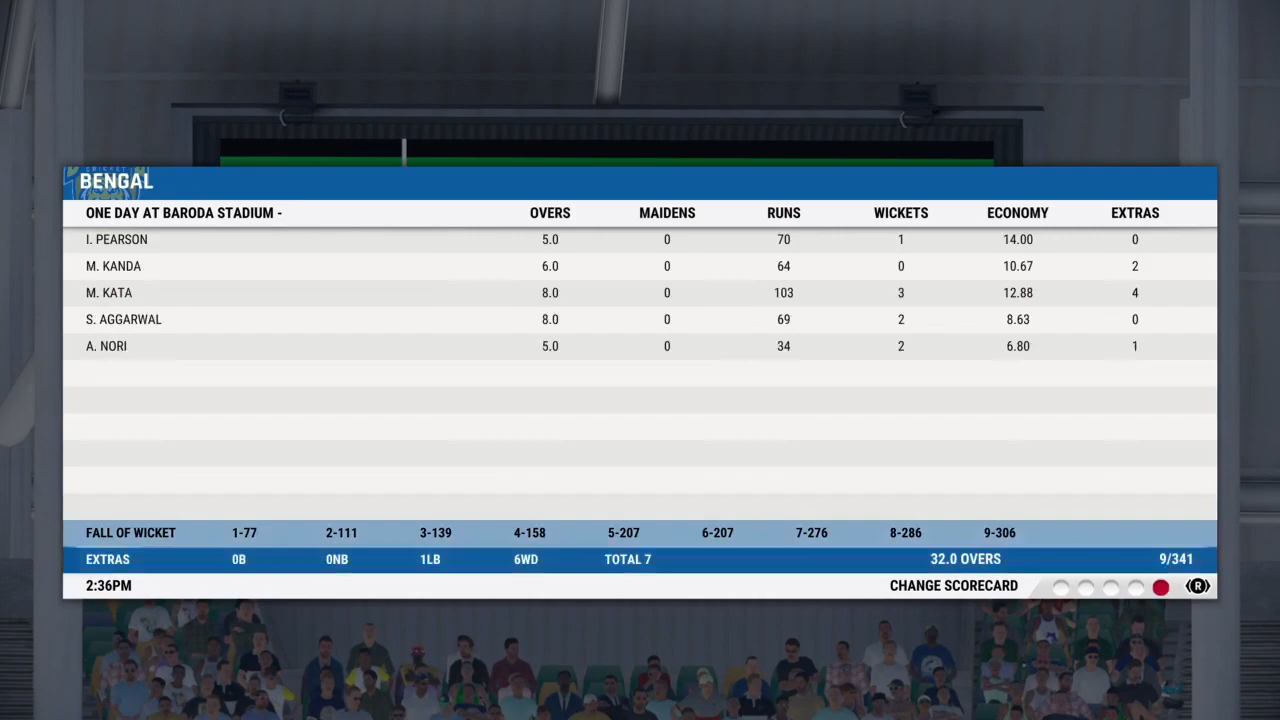 BENGAL
ONE DAY AT BARODA STADIUM - OVERS MAIDENS RUNS WICKETS ECONOMY EXTRAS
I. PEARSON 5.0 0 70 1 14.00 0
M. KANDA 6.0 0 64 0 10.67 2
M. KATA 8.0 0 103 3 12.88 4
S. AGGARWAL 8.0 0 69 2 8.63 0
A. NORI 5.0 0 34 2 6.80 1
FALL OF WICKET 1-77 2-111 3-139 4-158 5-207 6-207 7-276 8-286 9-306
EXTRAS 0B 0NB 1LB 6WD TOTAL 7 32.0 OVERS 9/341
2:36PM CHANGE SCORECARD R